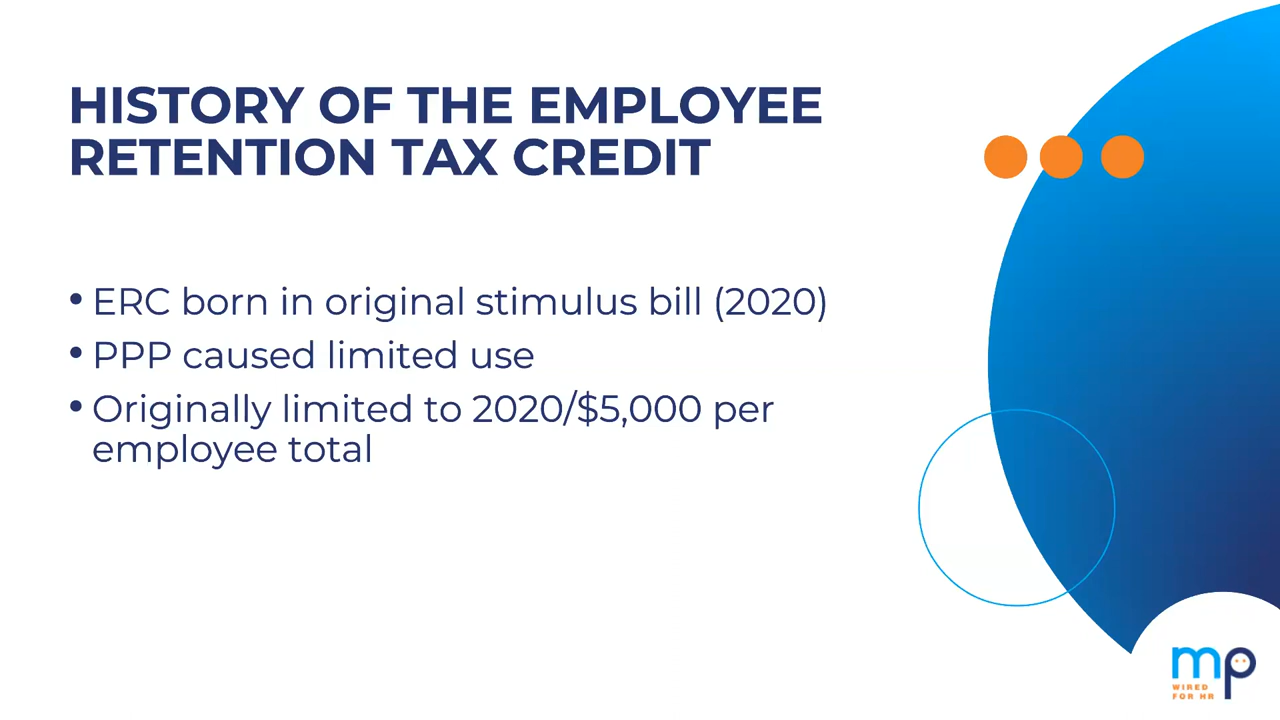 HISTORY OF THE EMPLOYEE
RETENTION TAX CREDIT
• ERC born in original stimulus bill (2020)
• PPP caused limited use
• Originally limited to 2020/$5,000 per
employee total
mp
WIRED
FOR HR